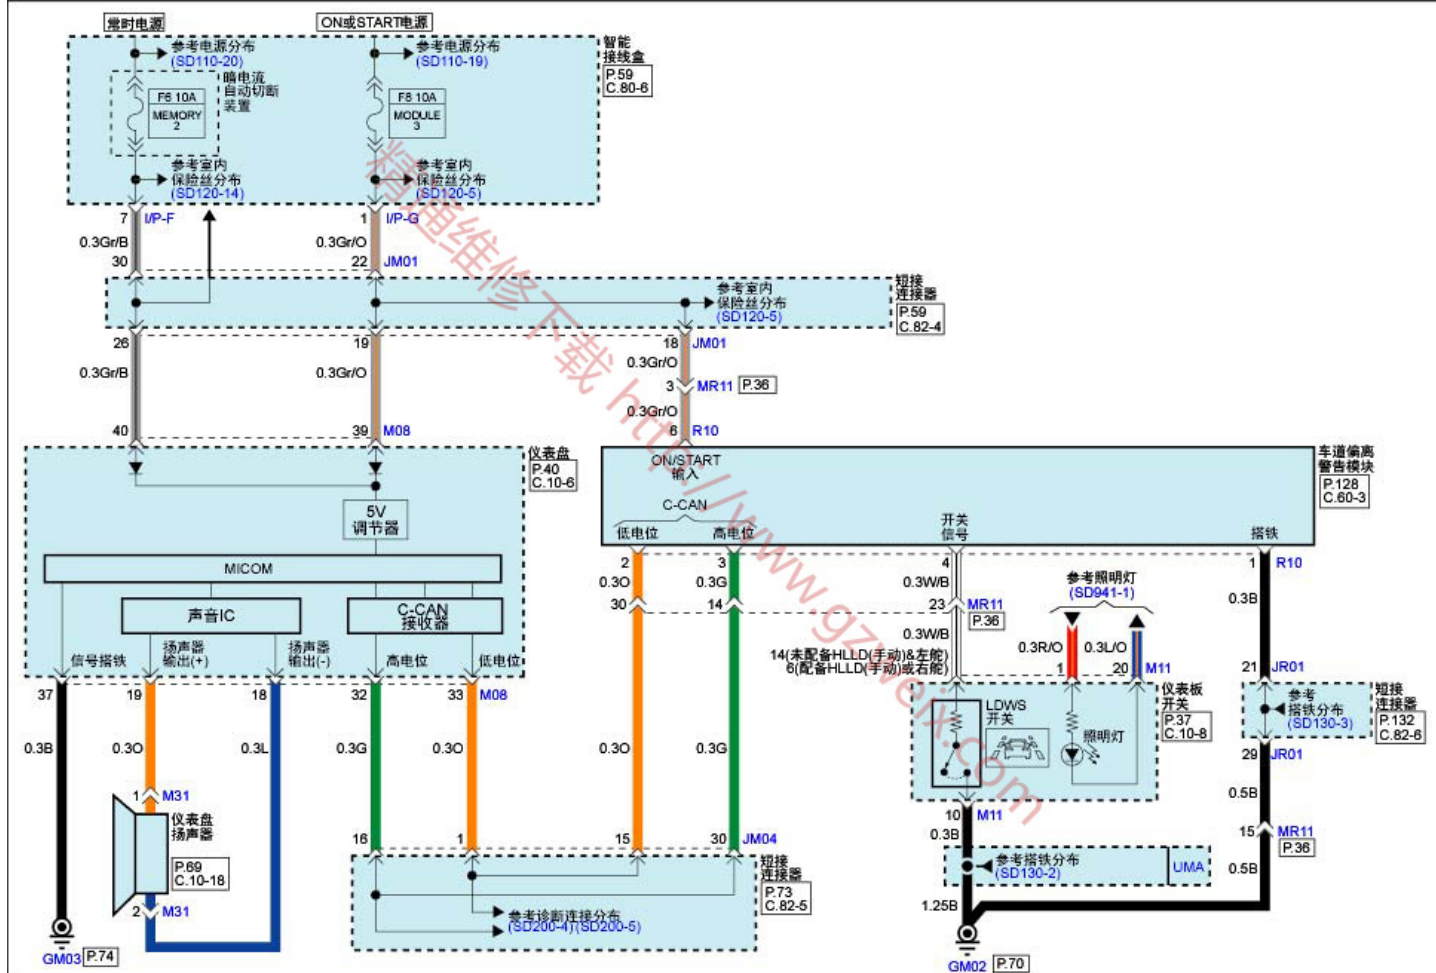 常时电源
ON或START电源
参考电源分布
(SD110-20)
参考电源分布
(SD110-19)
智能
接线盒
P.59
C.80-6
暗电流
自动切断
装置
F6 10A
MEMORY
2
F8 10A
MODULE
3
参考室内
保险丝分布
(SD120-14)
参考室内
保险丝分布
(SD120-5)
7
I/P-F
1
I/P-G
0.3Gr/B
0.3Gr/O
30
22
JM01
参考室内
保险丝分布
(SD120-5)
短接
连接器
P.59
C.82-4
26
19
18
JM01
0.3Gr/B
0.3Gr/O
0.3Gr/O
3
MR11
P.36
0.3Gr/O
40
39
M08
6
R10
仪表盘
P.40
C.10-6
ON/START
输入
车道偏离
警告模块
P.128
C.60-3
5V
调节器
C-CAN
低电位
高电位
开关
信号
搭铁
MICOM
2
3
4
1
R10
0.3O
0.3G
0.3W/B
0.3B
参考照明灯
(SD941-1)
声音IC
C-CAN
接收器
30
14
23
MR11
P.36
0.3W/B
信号搭铁
扬声器
输出(+)
扬声器
输出(-)
高电位
低电位
14(未配备HLLD(手动)&左舵)
6(配备HLLD(手动)或右舵)
0.3R/O
0.3L/O
1
20
M11
21
JR01
37
19
18
32
33
M08
仪表板
开关
P.37
C.10-8
LDWS
开关
照明灯
参考
搭铁分布
(SD130-3)
短接
连接器
P.132
C.82-6
0.3B
0.3O
0.3L
0.3G
0.3O
0.3O
0.3G
29
JR01
0.5B
1
M31
仪表盘
扬声器
P.69
C.10-18
2
M31
16
1
15
30
JM04
10
M11
0.3B
15
MR11
P.36
短接
连接器
P.73
C.82-5
参考搭铁分布
(SD130-2)
UMA
0.5B
1.25B
参考诊断连接分布
(SD200-4)(SD200-5)
GM03
P.74
GM02
P.70
精通维修下载 http://www.gzweix.com